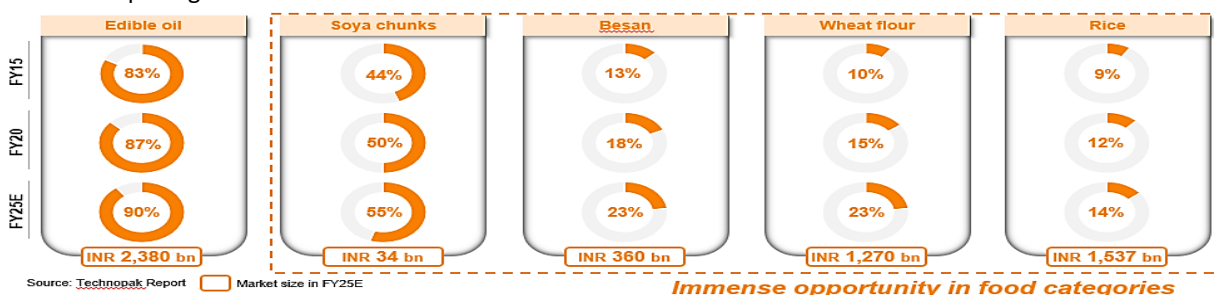 Edible oil Soya chunks Besan Wheat flour Rice
FY15 83% 44% 13% 10% 9%
FY20 87% 50% 18% 15% 12%
FY25E 90% 55% 23% 23% 14%
INR 2,380 bn INR 34 bn INR 360 bn INR 1,270 bn INR 1,537 bn
Source: Technopak Report Market size in FY25E
Immense opportunity in food categories